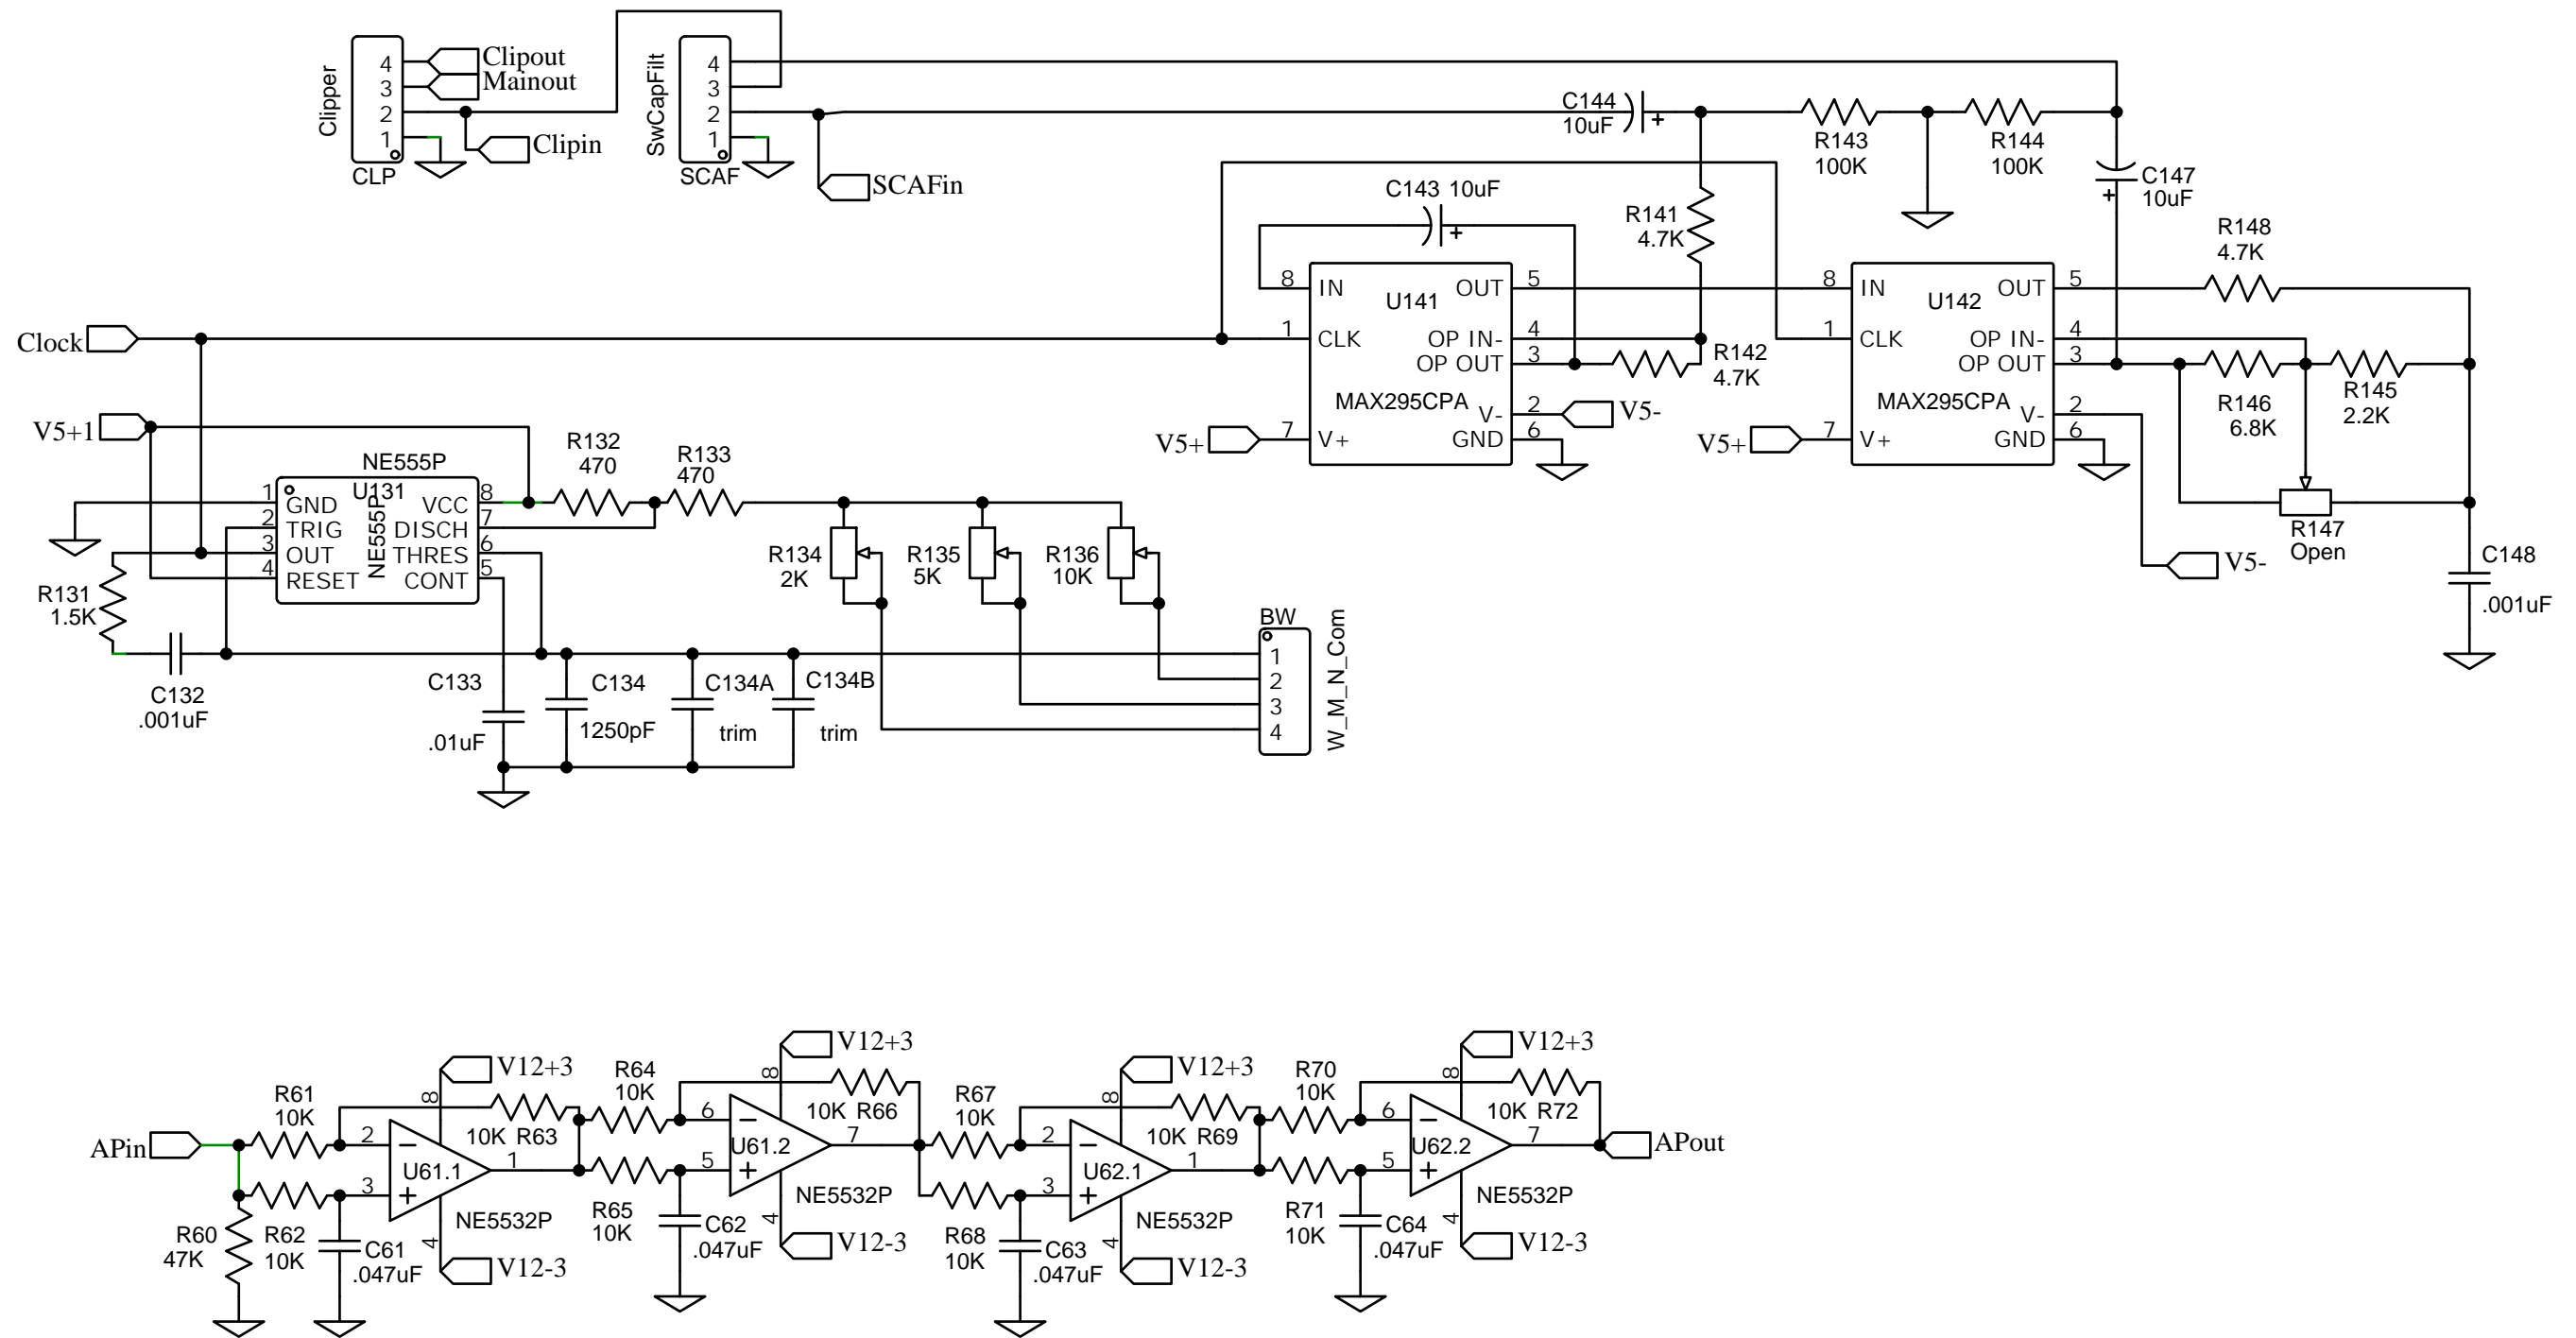 Clipper
4
3
2
1
CLP
Clipout
Mainout
Clipin
SwCapFilt
4
3
2
1
SCAF
SCAFin
C144
10uF
+
R143
100K
R144
100K
C147
10uF
+
C143 10uF
+
R141
4.7K
R148
4.7K
Clock
8 IN
1 CLK
7 V+
U141
OUT 5
OP IN- 4
OP OUT 3
MAX295CPA
V- 2
GND 6
V5+
V5-
R142
4.7K
8 IN
1 CLK
7 V+
U142
OUT 5
OP IN- 4
OP OUT 3
MAX295CPA
V- 2
GND 6
V5+
V5-
R146
6.8K
R145
2.2K
R147
Open
C148
.001uF
V5+1
NE555P
U131
NE555P
1 GND
2 TRIG
3 OUT
4 RESET
VCC 8
DISCH 7
THRES 6
CONT 5
R132
470
R133
470
R134
2K
R135
5K
R136
10K
R131
1.5K
C132
.001uF
C133
.01uF
C134
1250pF
C134A
trim
C134B
trim
BW
1
2
3
4
W_M_N_Com
APin
R61
10K
R60
47K
R62
10K
C61
.047uF
V12+3
8
10K R63
2 −
3 +
U61.1
1
NE5532P
4
V12-3
R64
10K
R65
10K
C62
.047uF
V12+3
8
10K R66
6 −
5 +
U61.2
7
NE5532P
4
V12-3
R67
10K
R68
10K
C63
.047uF
V12+3
8
10K R69
2 −
3 +
U62.1
1
NE5532P
4
V12-3
R70
10K
R71
10K
C64
.047uF
V12+3
8
10K R72
6 −
5 +
U62.2
7
NE5532P
4
V12-3
APout